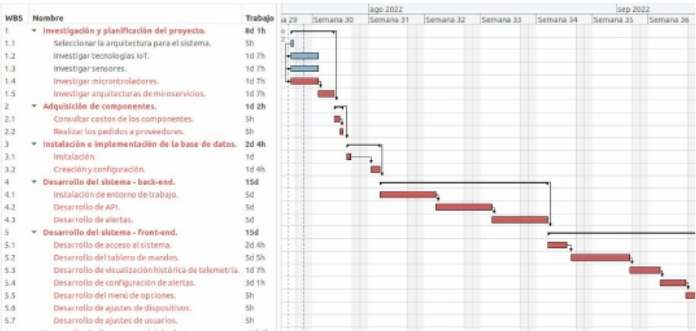 ago 2022 sep 2022
WBS Nombre Trabajo 29 Semana 30 Semana 31 Semana 32 Semana 33 Semana 34 Semana 35 Semana 36
1 Investigación y planificación del proyecto. 8d 1h
1.1 Seleccionar la arquitectura para el sistema. 5h
1.2 Investigar tecnologías IoT. 1d 7h
1.3 Investigar sensores. 1d 7h
1.4 Investigar microntroladores. 1d 7h
1.5 Investigar arquitecturas de miroservicios. 1d 7h
2 Adquisición de componentes. 1d 2h
2.1 Consultar costos de los componentes. 5h
2.2 Realizar los pedidos a proveedores. 5h
3 Instalación e implementación de la base de datos. 2d 4h
3.1 Instalación. 1d
3.2 Creación y configuración. 1d 4h
4 Desarrollo del sistema - back-end. 15d
4.1 Instalación de entorno de trabajo. 5d
4.2 Desarrollo de API. 5d
4.3 Desarrollo de alertas. 5d
5 Desarrollo del sistema - front-end. 15d
5.1 Desarrollo de acceso al sistema. 2d 4h
5.2 Desarrollo del tablero de mandos. 5d 5h
5.3 Desarrollo de visualización histórica de telemetría. 1d 7h
5.4 Desarrollo de configuración de alertas. 3d 1h
5.5 Desarrollo del menú de opciones. 5h
5.6 Desarrollo de ajustes de dispositivos. 5h
5.7 Desarrollo de ajustes de usuarios. 5h